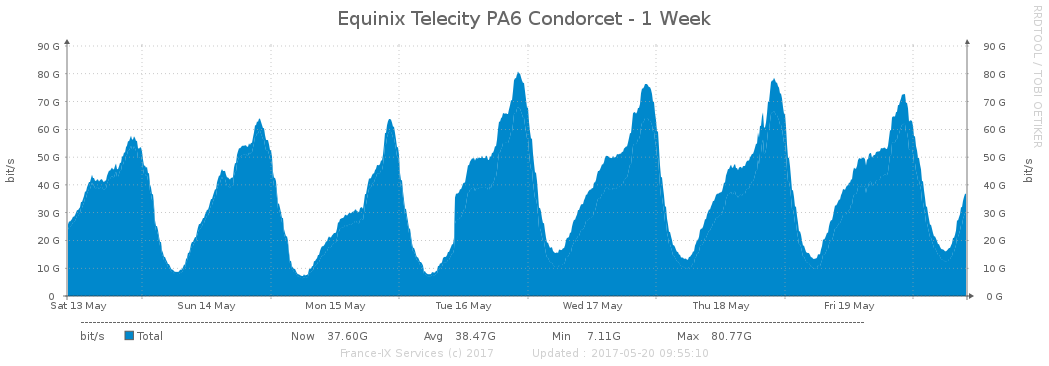 Equinix Telecity PA6 Condorcet - 1 Week
RRDTOOL / TOBI OETIKER
90 G 90 G
80 G 80 G
70 G 70 G
60 G 60 G
50 G 50 G
40 G 40 G
30 G 30 G
20 G 20 G
10 G 10 G
0 0 G
bit/s bit/s
Sat 13 May Sun 14 May Mon 15 May Tue 16 May Wed 17 May Thu 18 May Fri 19 May
bit/s Total Now 37.60G Avg 38.47G Min 7.11G Max 80.77G
France-IX Services (c) 2017 Updated : 2017-05-20 09:55:10